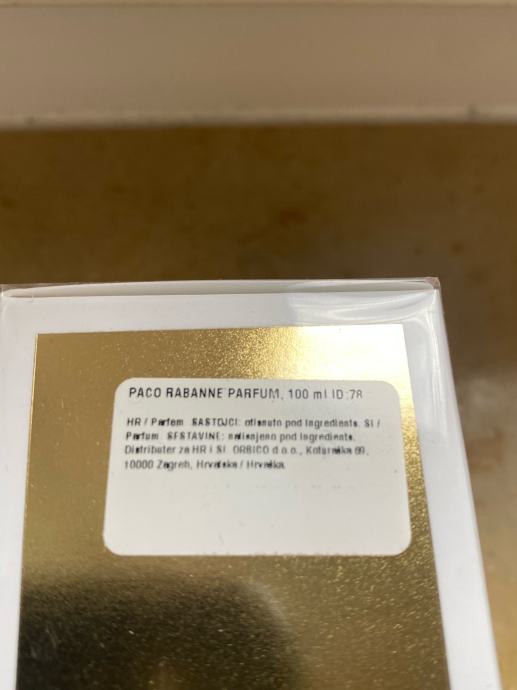 PACO RABANNE PARFUM, 100 ml ID:78
HR / Parfem SASTOJCI: otisnuto pod Ingredients. SI /
Parfum SESTAVINE: natisnjeno pod Ingredients.
Distributer za HR i SI: ORBICO d.o.o., Koturaška 69,
10000 Zagreb, Hrvatska / Hrvaška